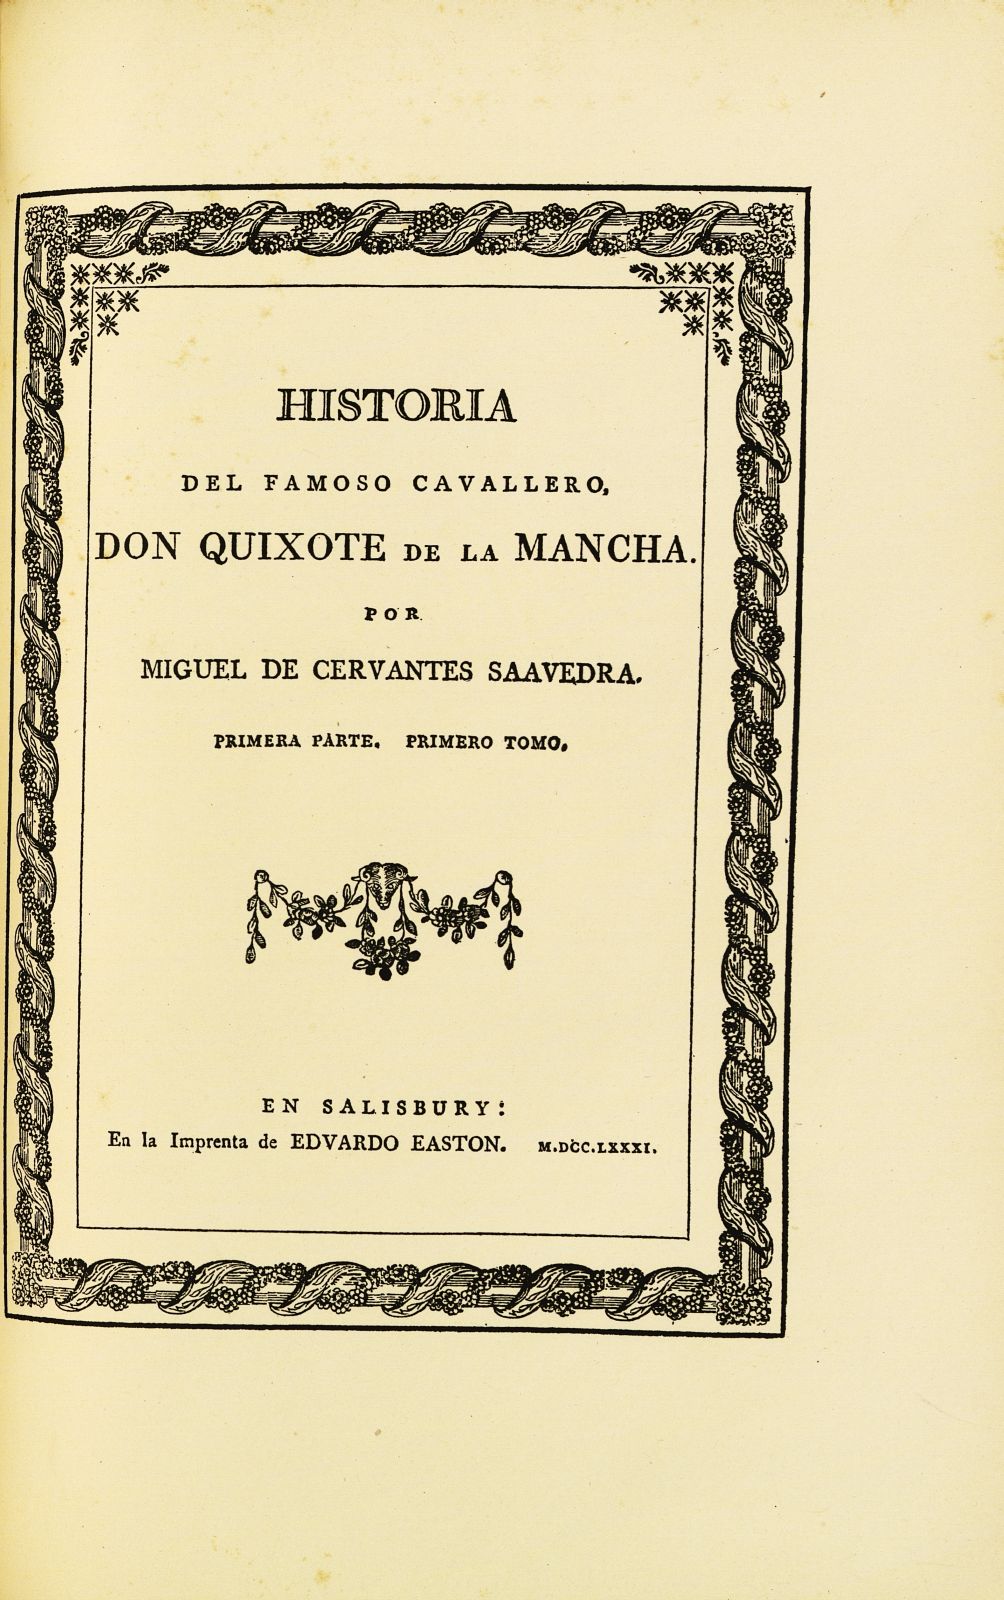 HISTORIA
DEL FAMOSO CAVALLERO,
DON QUIXOTE DE LA MANCHA.
POR
MIGUEL DE CERVANTES SAAVEDRA.
PRIMERA PARTE. PRIMERO TOMO.
EN SALISBURY:
En la Imprenta de EDVARDO EASTON. M.DCC.LXXXI.